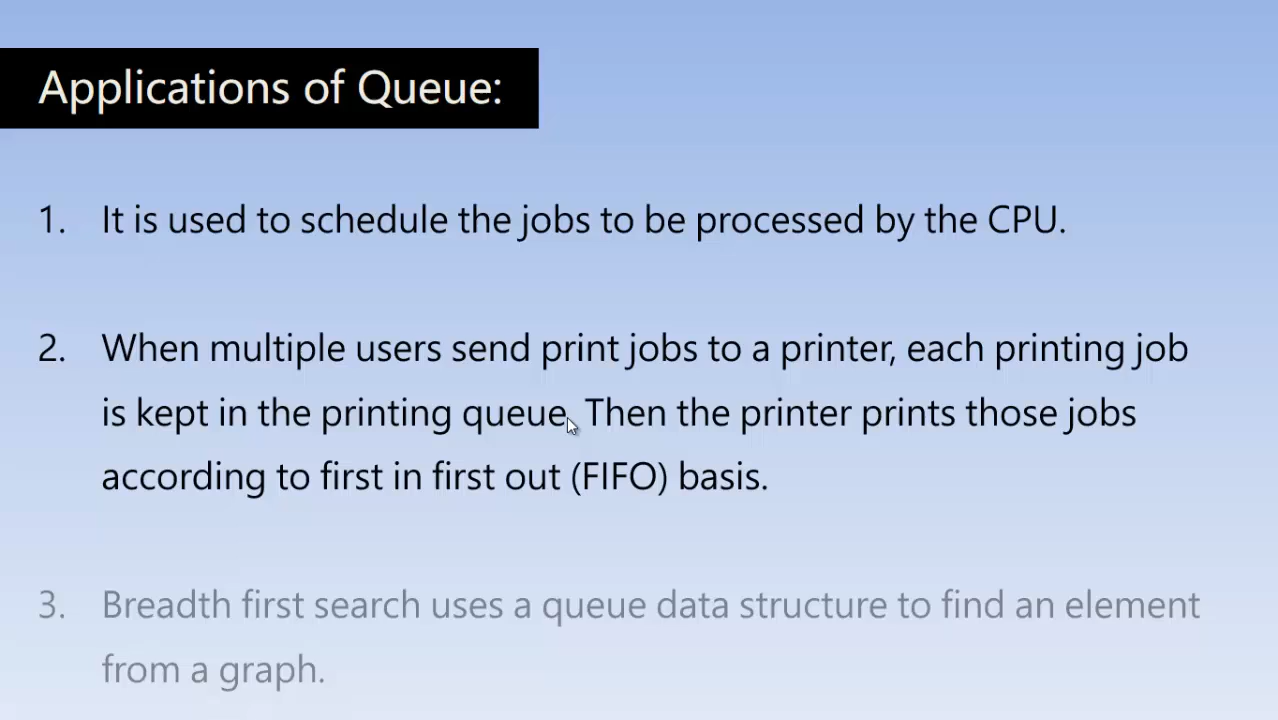 Applications of Queue:
1. It is used to schedule the jobs to be processed by the CPU.
2. When multiple users send print jobs to a printer, each printing job
is kept in the printing queue. Then the printer prints those jobs
according to first in first out (FIFO) basis.
3. Breadth first search uses a queue data structure to find an element
from a graph.